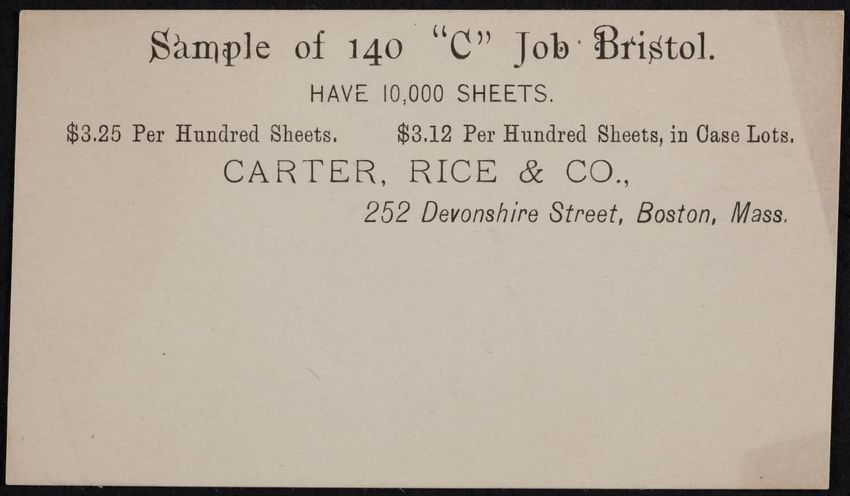 Sample of 140 "C" Job Bristol.
HAVE 10,000 SHEETS.
$3.25 Per Hundred Sheets. $3.12 Per Hundred Sheets, in Case Lots.
CARTER, RICE & CO.,
252 Devonshire Street, Boston, Mass.